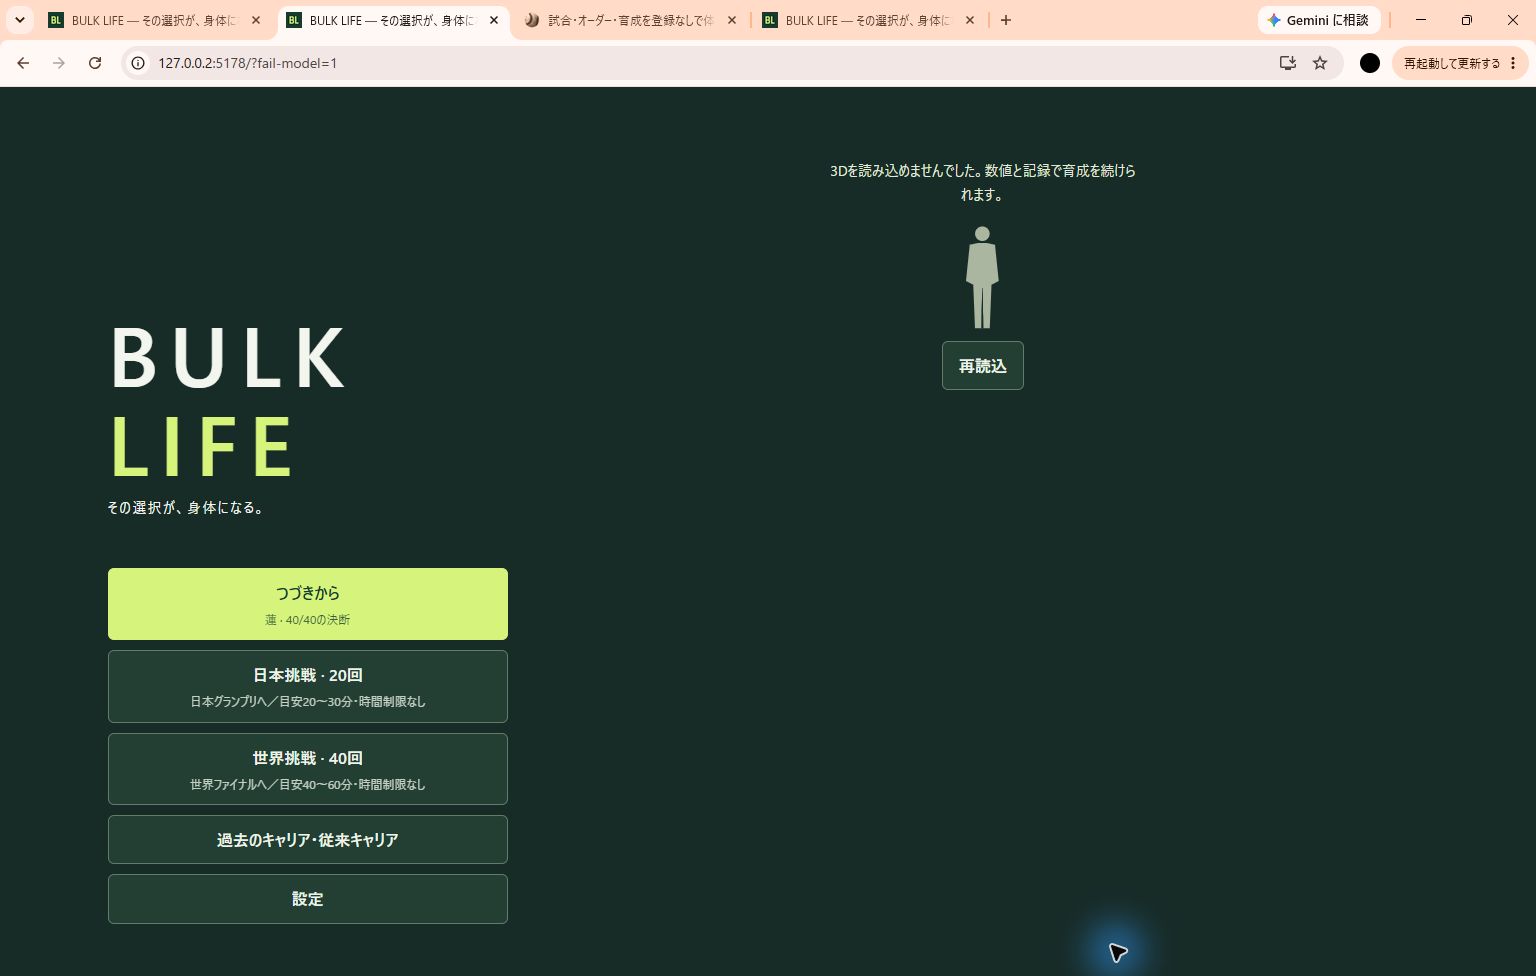 BL BULK LIFE — その選択が、身体に
BL BULK LIFE — その選択が、身体に
試合・オーダー・育成を登録なしで体
BL BULK LIFE — その選択が、身体に
Gemini に相談
127.0.0.2:5178/?fail-model=1
再起動して更新する
3Dを読み込めませんでした。数値と記録で育成を続けら
れます。
再読込
BULK
LIFE
その選択が、身体になる。
つづきから
蓮 · 40/40の決断
日本挑戦 · 20回
日本グランプリへ／目安20〜30分・時間制限なし
世界挑戦 · 40回
世界ファイナルへ／目安40〜60分・時間制限なし
過去のキャリア・従来キャリア
設定